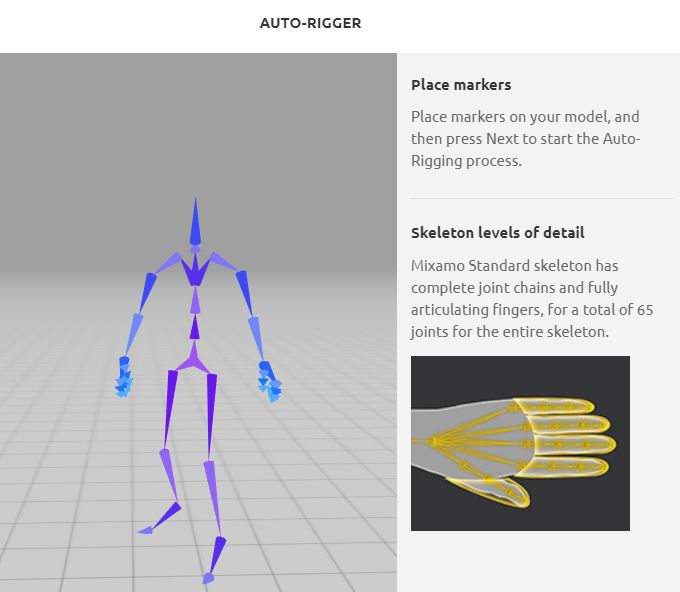 AUTO-RIGGER
Place markers
Place markers on your model, and
then press Next to start the Auto-
Rigging process.
Skeleton levels of detail
Mixamo Standard skeleton has
complete joint chains and fully
articulating fingers, for a total of 65
joints for the entire skeleton.